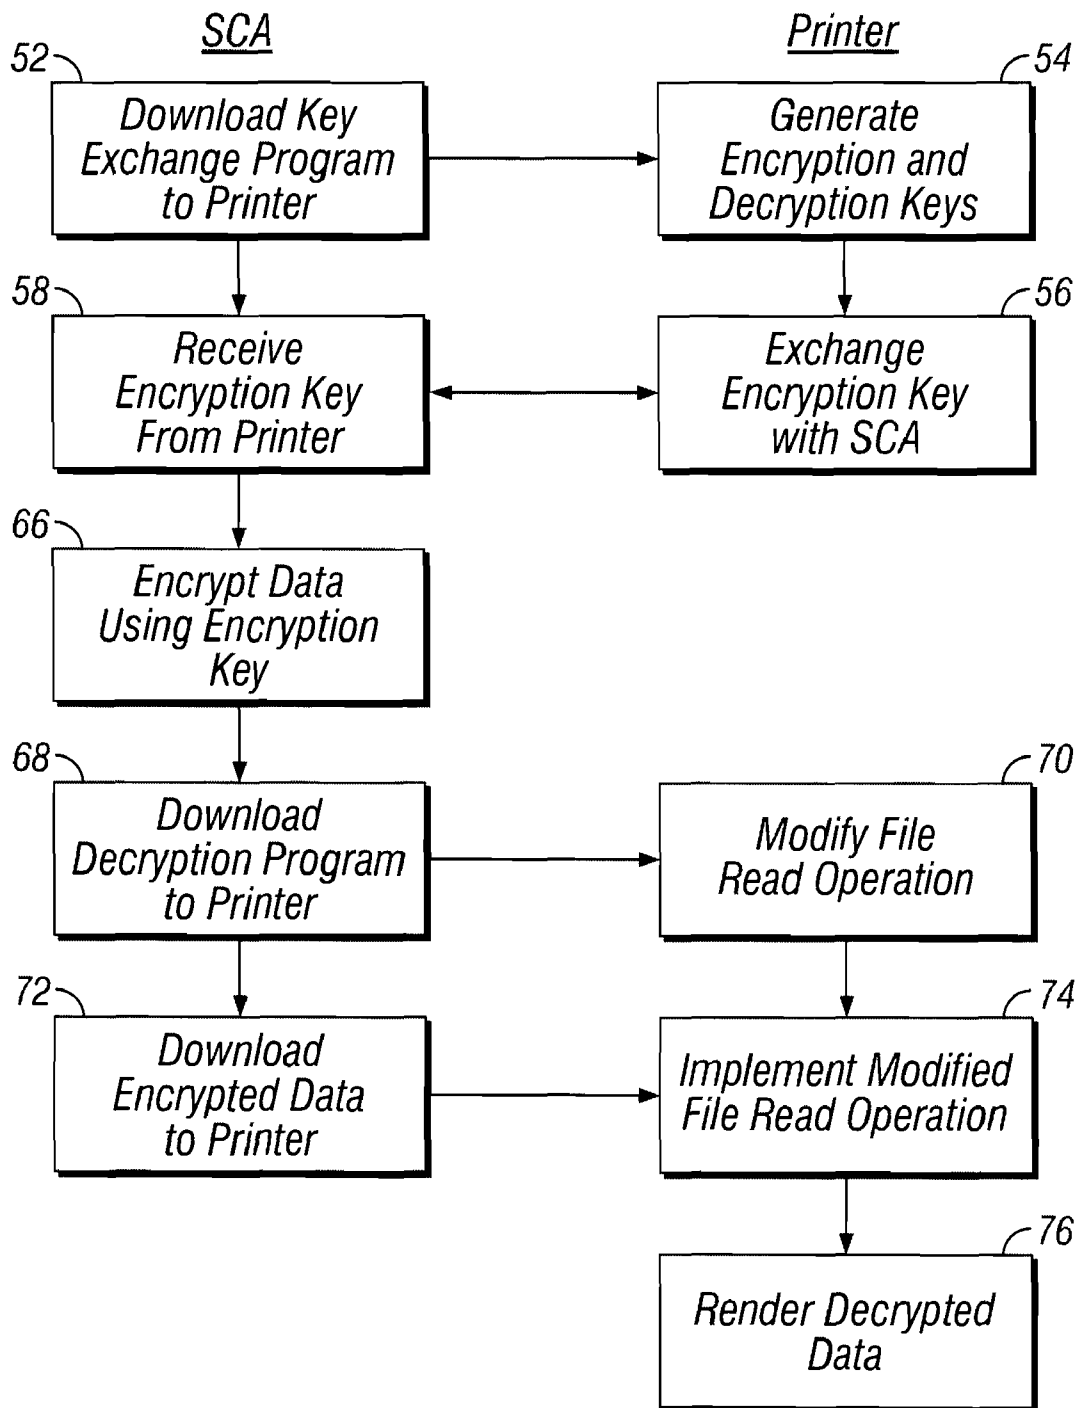 SCA
Printer
52
Download Key
Exchange Program
to Printer
54
Generate
Encryption and
Decryption Keys
58
Receive
Encryption Key
From Printer
56
Exchange
Encryption Key
with SCA
66
Encrypt Data
Using Encryption
Key
68
Download
Decryption Program
to Printer
70
Modify File
Read Operation
72
Download
Encrypted Data
to Printer
74
Implement Modified
File Read Operation
76
Render Decrypted
Data